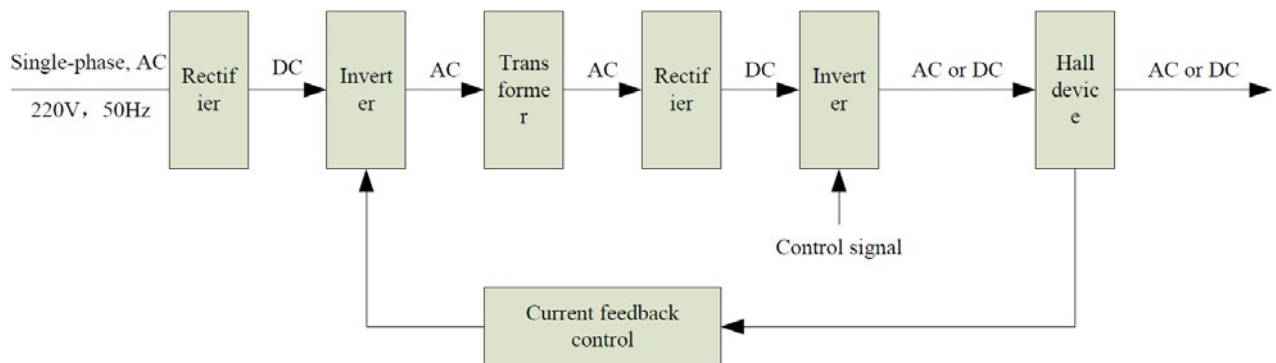 Single-phase, AC
220V，50Hz
Rectif
ier
DC
Invert
er
AC
Trans
forme
r
AC
Rectif
ier
DC
Invert
er
AC or DC
Hall
devic
e
AC or DC
Control signal
Current feedback
control